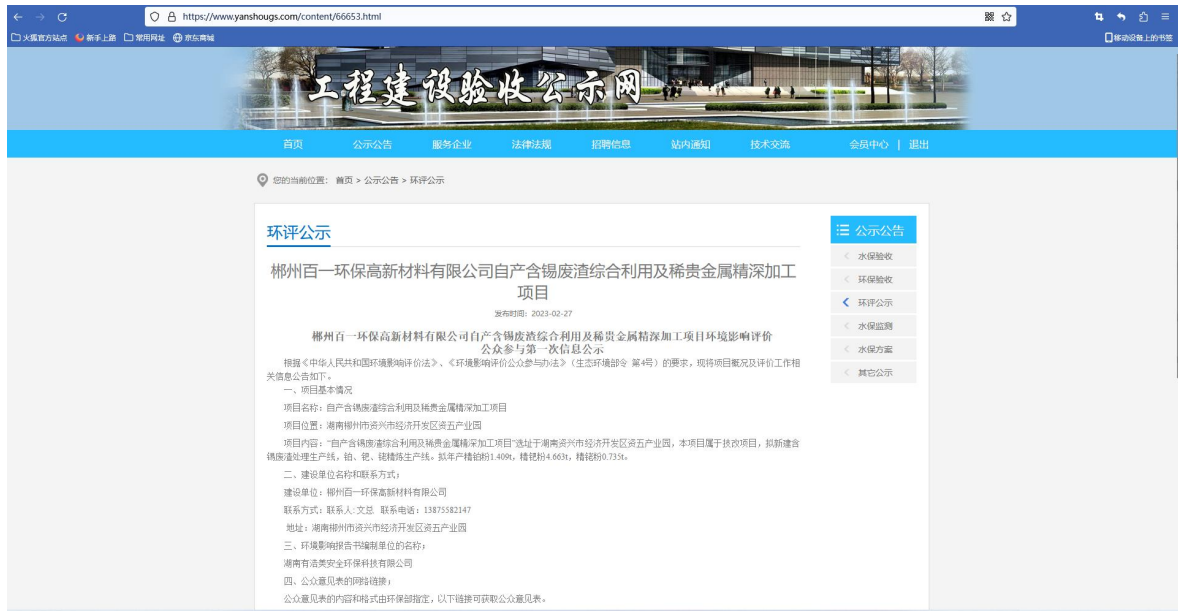 https://www.yanshougs.com/content/66653.html
火狐官方站点 新手上路 常用网址 京东商城
移动设备上的书签
工程建设验收公示网
首页 公示公告 服务企业 法律法规 招聘信息 站内通知 技术交流 会员中心 | 退出
您的当前位置: 首页 > 公示公告 > 环评公示
环评公示
郴州百一环保高新材料有限公司自产含锡废渣综合利用及稀贵金属精深加工
项目
发布时间: 2023-02-27
郴州百一环保高新材料有限公司自产含锡废渣综合利用及稀贵金属精深加工项目环境影响评价
公众参与第一次信息公示
根据《中华人民共和国环境影响评价法》、《环境影响评价公众参与办法》(生态环境部令 第4号)的要求,现将项目概况及评价工作相
关信息公告如下。
一、项目基本情况
项目名称:自产含锡废渣综合利用及稀贵金属精深加工项目
项目位置:湖南郴州市资兴市经济开发区资五产业园
项目内容:“自产含锡废渣综合利用及稀贵金属精深加工项目”选址于湖南资兴市经济开发区资五产业园,本项目属于技改项目,拟新建含
锡废渣处理生产线,铂、钯、铑精炼生产线。拟年产精铂粉1.409t,精钯粉4.663t,精铑粉0.735t。
二、建设单位名称和联系方式;
建设单位:郴州百一环保高新材料有限公司
联系方式:联系人:文总 联系电话:13875582147
地址:湖南郴州市资兴市经济开发区资五产业园
三、环境影响报告书编制单位的名称;
湖南有洁美安全环保科技有限公司
四、公众意见表的网络链接;
公众意见表的内容和格式由环保部指定,以下链接可获取公众意见表。
公示公告
水保验收
环保验收
环评公示
水保监测
水保方案
其它公示